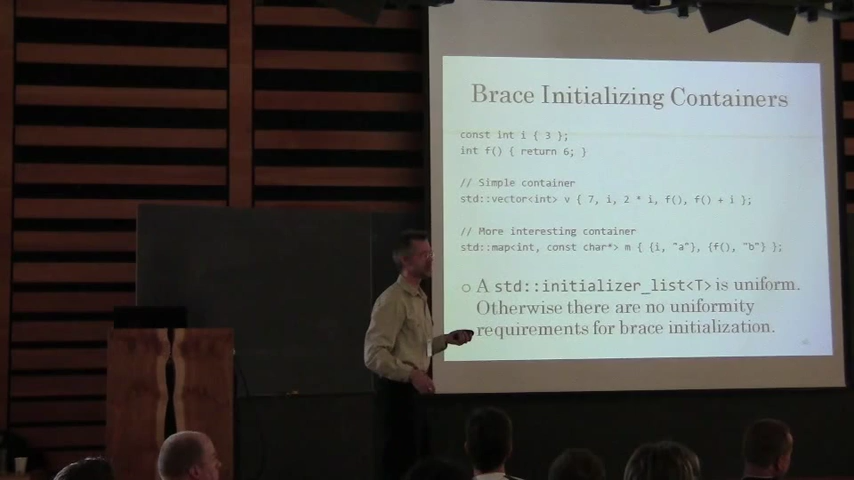 Brace Initializing Containers
const int i { 3 };
int f() { return 6; }
// Simple container
std::vector<int> v { 7, i, 2 * i, f(), f() + i };
// More interesting container
std::map<int, const char*> m { {i, "a"}, {f(), "b"} };
A std::initializer_list<T> is uniform.
Otherwise there are no uniformity
requirements for brace initialization.